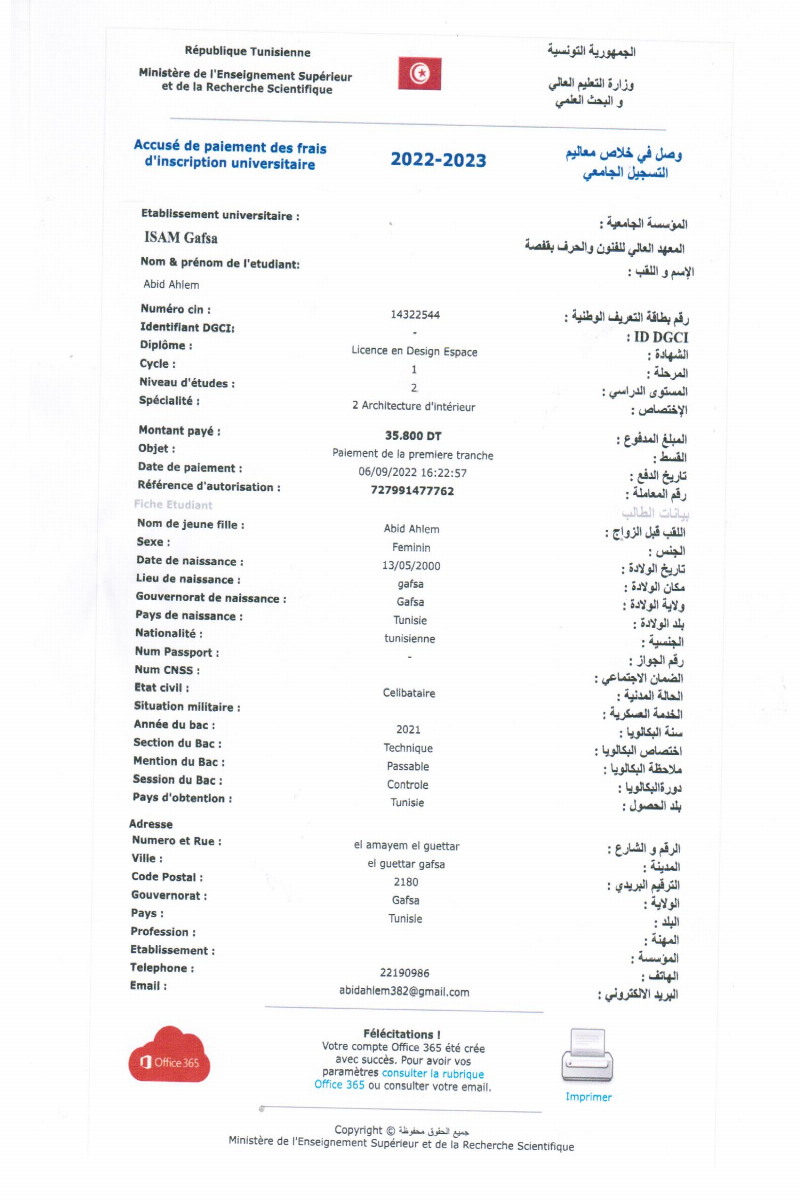 République Tunisienne
الجمهورية التونسية
Ministère de l'Enseignement Supérieur
et de la Recherche Scientifique
وزارة التعليم العالي
و البحث العلمي
Accusé de paiement des frais
d'inscription universitaire
2022-2023
وصل في خلاص معاليم
التسجيل الجامعي
Etablissement universitaire :
المؤسسة الجامعية :
ISAM Gafsa
المعهد العالي للفنون والحرف بقفصة
Nom & prénom de l'etudiant:
الإسم و اللقب :
Abid Ahlem
Numéro cin :
14322544
رقم بطاقة التعريف الوطنية :
Identifiant DGCI:
-
ID DGCI :
Diplôme :
Licence en Design Espace
الشهادة :
Cycle :
1
المرحلة :
Niveau d'études :
2
المستوى الدراسي :
Spécialité :
2 Architecture d'intérieur
الإختصاص :
Montant payé :
35.800 DT
المبلغ المدفوع :
Objet :
Paiement de la premiere tranche
القسط :
Date de paiement :
06/09/2022 16:22:57
تاريخ الدفع :
Référence d'autorisation :
727991477762
رقم المعاملة :
Fiche Etudiant
بيانات الطالب
Nom de jeune fille :
Abid Ahlem
اللقب قبل الزواج :
Sexe :
Feminin
الجنس :
Date de naissance :
13/05/2000
تاريخ الولادة :
Lieu de naissance :
gafsa
مكان الولادة :
Gouvernorat de naissance :
Gafsa
ولاية الولادة :
Pays de naissance :
Tunisie
بلد الولادة :
Nationalité :
tunisienne
الجنسية :
Num Passport :
-
رقم الجواز :
Num CNSS :
الضمان الاجتماعي :
Etat civil :
Celibataire
الحالة المدنية :
Situation militaire :
الخدمة العسكرية :
Année du bac :
2021
سنة البكالويا :
Section du Bac :
Technique
اختصاص البكالويا :
Mention du Bac :
Passable
ملاحظة البكالويا :
Session du Bac :
Controle
دورةالبكالويا :
Pays d'obtention :
Tunisie
بلد الحصول :
Adresse
Numero et Rue :
el amayem el guettar
الرقم و الشارع :
Ville :
el guettar gafsa
المدينة :
Code Postal :
2180
الترقيم البريدي :
Gouvernorat :
Gafsa
الولاية :
Pays :
Tunisie
البلد :
Profession :
المهنة :
Etablissement :
المؤسسة :
Telephone :
22190986
الهاتف :
Email :
abidahlem382@gmail.com
البريد الالكتروني :
Office 365
Félécitations !
Votre compte Office 365 été crée
avec succès. Pour avoir vos
paramètres consulter la rubrique
Office 365 ou consulter votre email.
Imprimer
Copyright © جميع الحقوق محفوظة
Ministère de l'Enseignement Supérieur et de la Recherche Scientifique